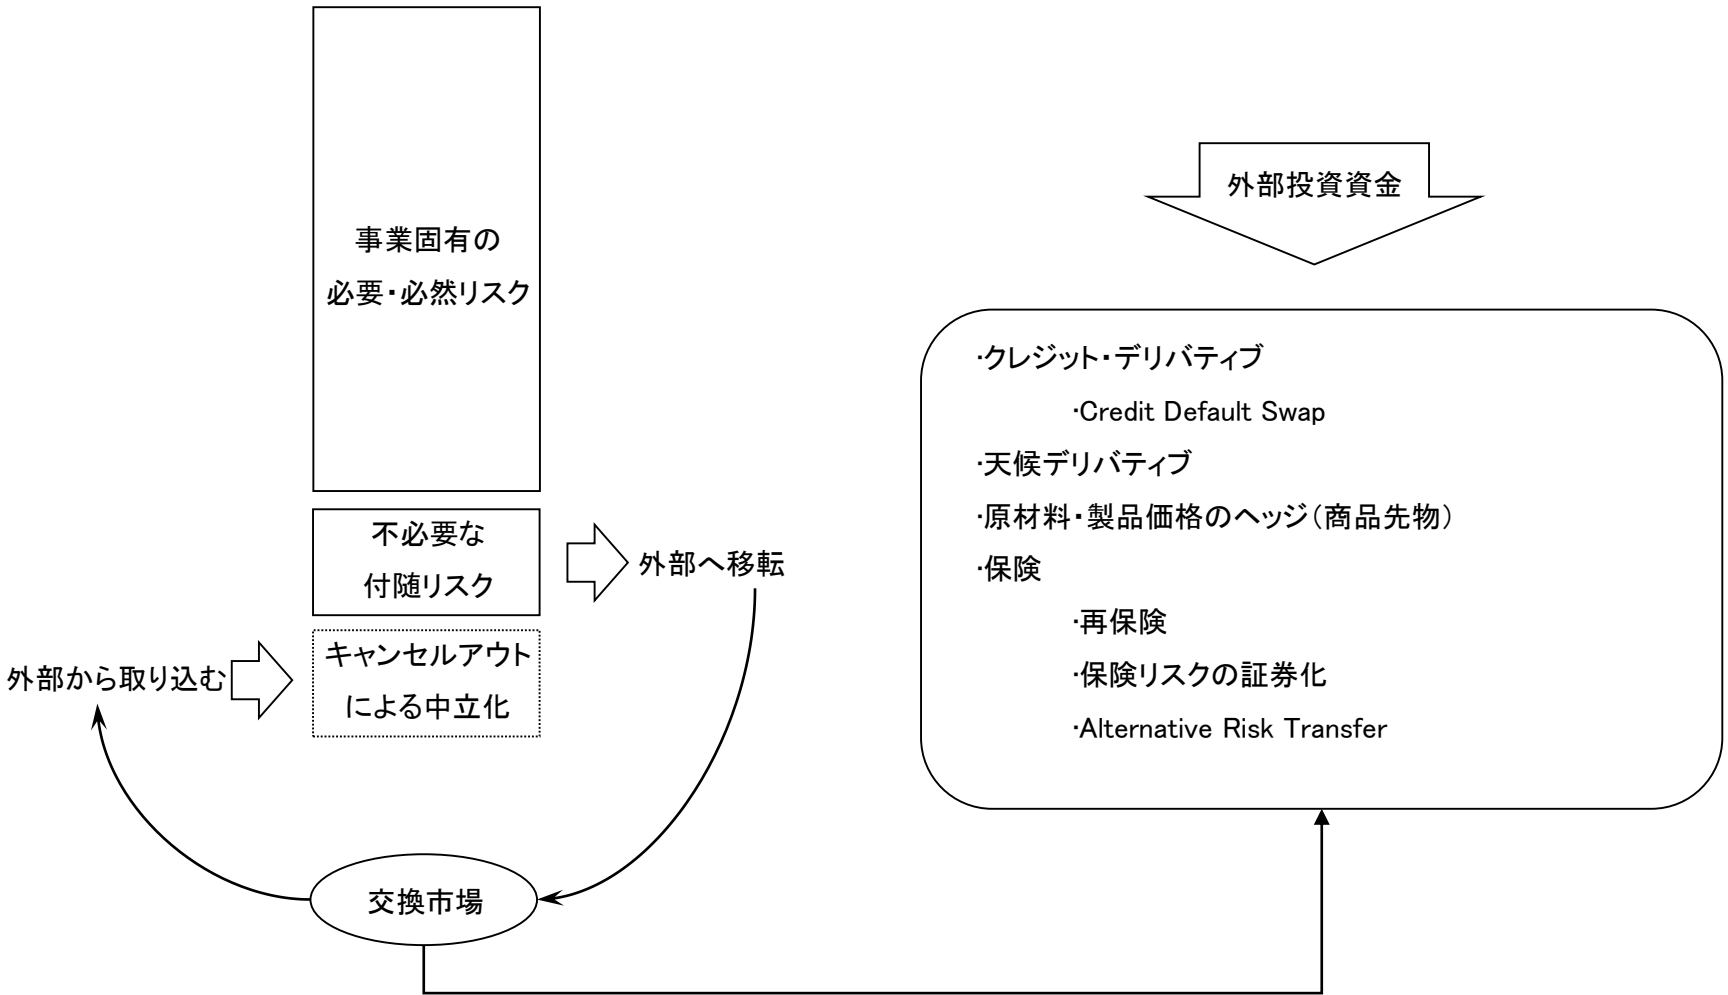 事業固有の
必要・必然リスク
不必要な
付随リスク
外部へ移転
外部から取り込む
キャンセルアウト
による中立化
交換市場
外部投資資金
・クレジット・デリバティブ
・Credit Default Swap
・天候デリバティブ
・原材料・製品価格のヘッジ（商品先物）
・保険
・再保険
・保険リスクの証券化
・Alternative Risk Transfer